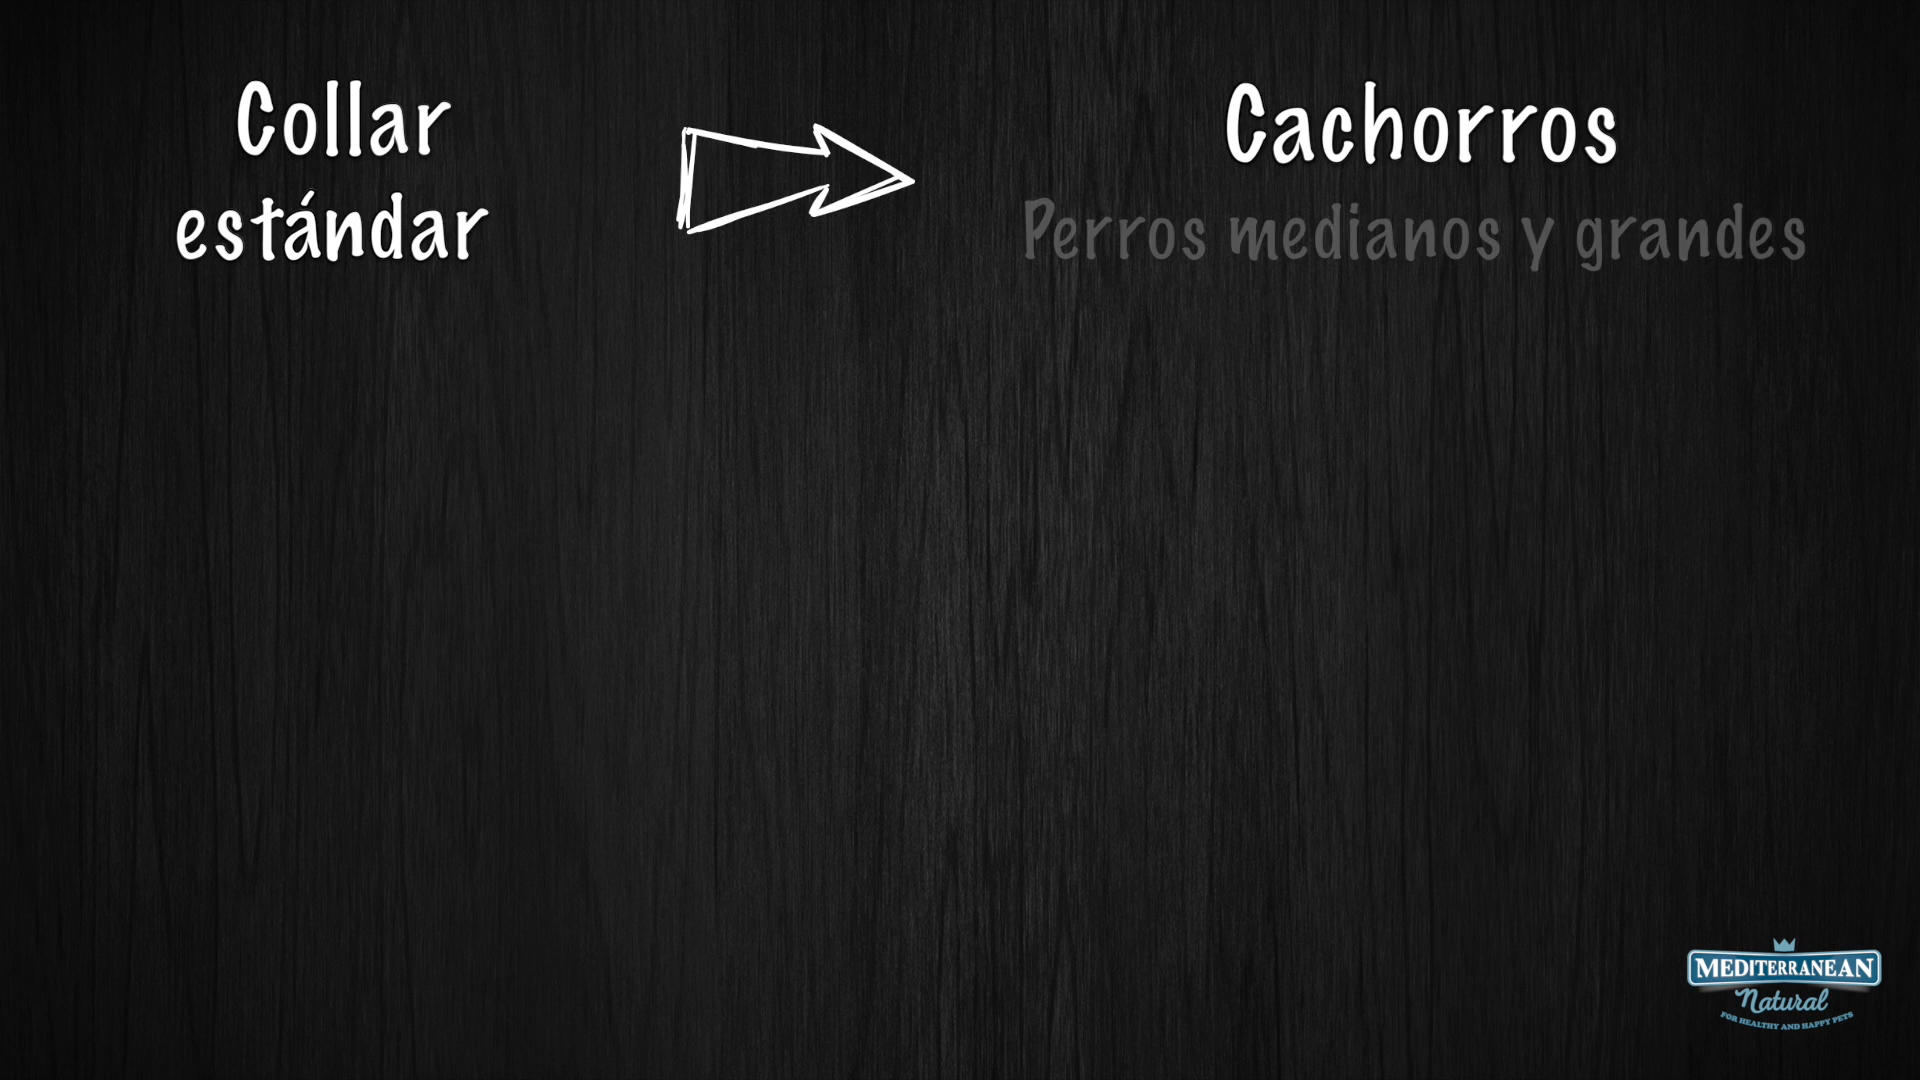 Collar
estándar
Cachorros
Perros medianos y grandes
MEDITERRANEAN
Natural
FOR HEALTHY AND HAPPY PETS